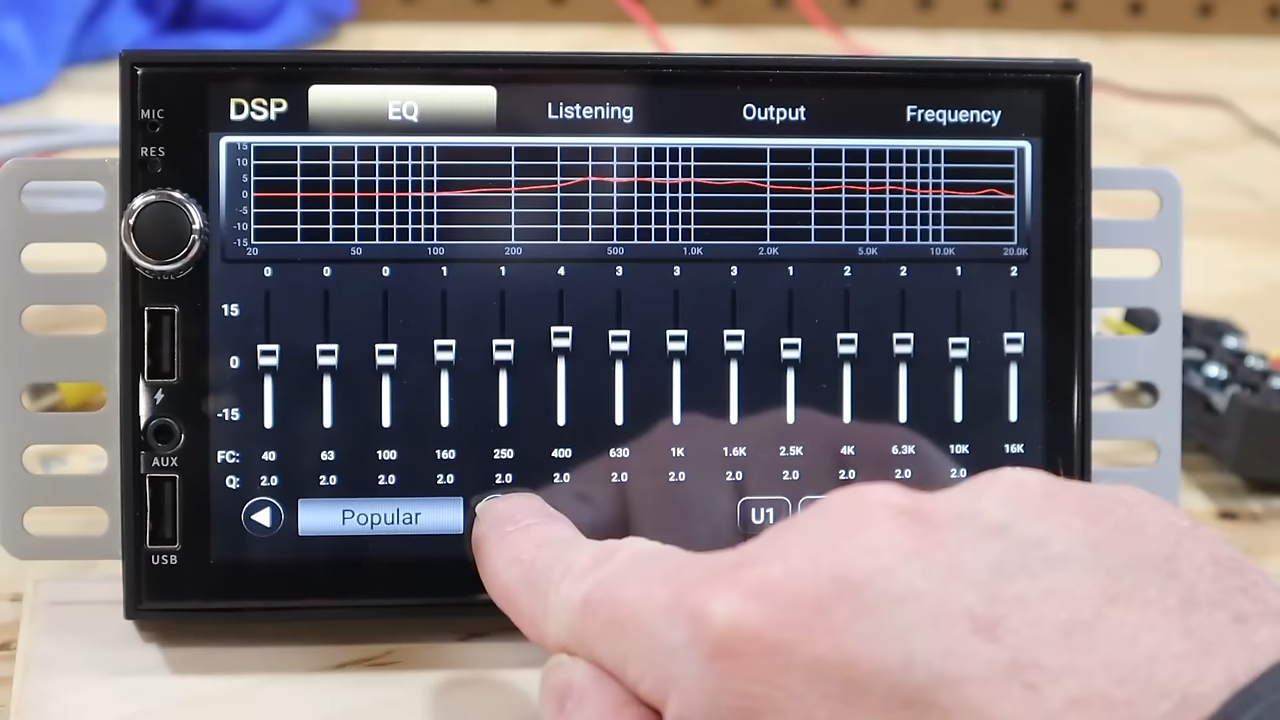 MIC
RES
DSP EQ Listening Output Frequency
15
10
5
0
-5
-10
-15
20 50 100 200 500 1.0K 2.0K 5.0K 10.0K 20.0K
0 0 0 1 1 4 3 3 3 1 2 2 1 2
15
0
-15
FC: 40 63 100 160 250 400 630 1K 1.6K 2.5K 4K 6.3K 10K 16K
Q: 2.0 2.0 2.0 2.0 2.0 2.0 2.0 2.0 2.0 2.0 2.0 2.0 2.0
Popular U1
AUX
USB